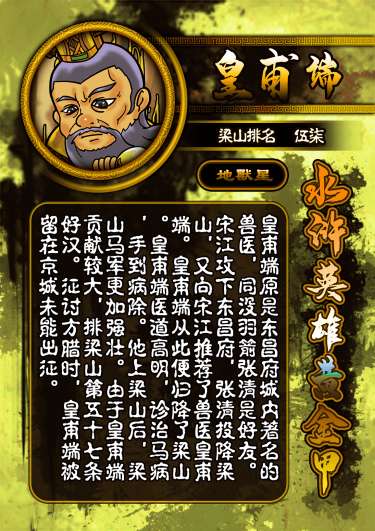 皇甫端
梁山排名 伍柒
地獸星
水浒英雄黄金甲
皇甫端原是东昌府城内著名的
兽医，同没羽箭张清是好友。
宋江攻下东昌府，张清投降梁
山，又向宋江推荐了兽医皇甫
端。皇甫端从此便归降了梁山
。皇甫端医道高明，诊治马病
，手到病除。他上梁山后，梁
山马军更加强壮。由于皇甫端
贡献较大，排梁山第五十七条
好汉。征讨方腊时，皇甫端被
留在京城未能出征。